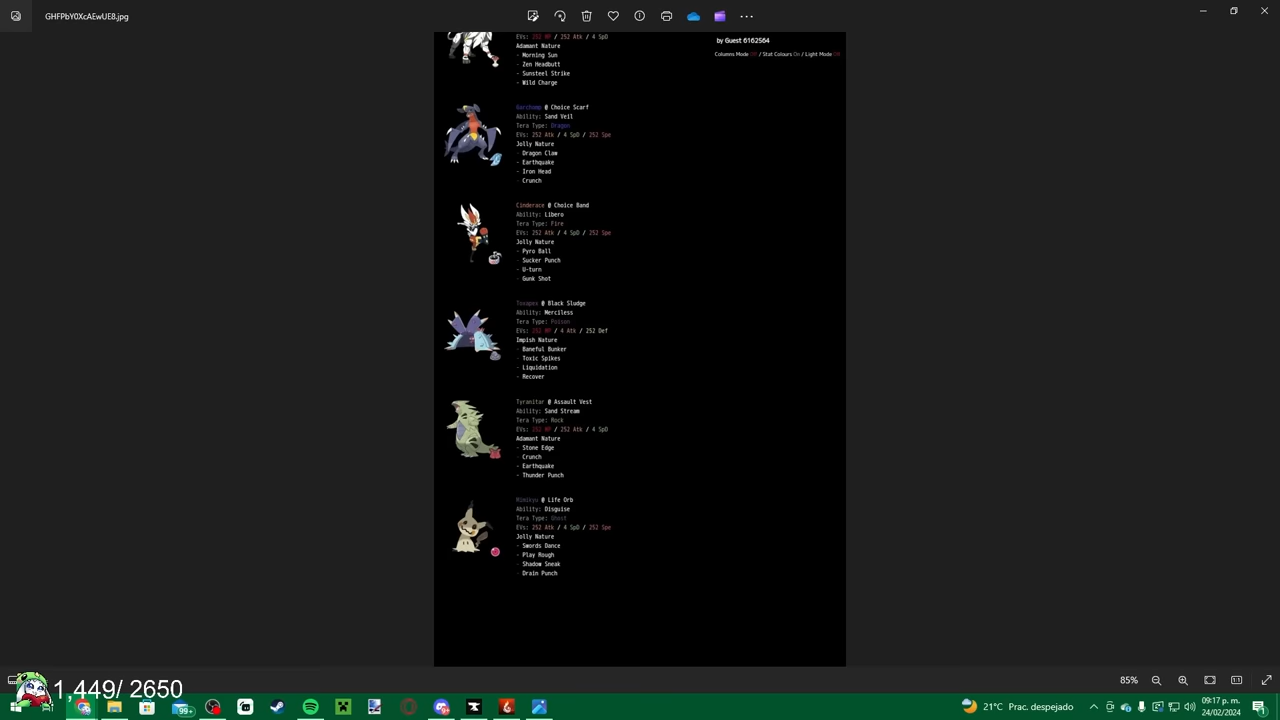 GHFPbY0XcAEwUE8.jpg
EVs: 252 HP / 252 Atk / 4 SpD
Adamant Nature
- Morning Sun
- Zen Headbutt
- Sunsteel Strike
- Wild Charge
by Guest 6162564
Columns Mode Off / Stat Colours On / Light Mode Off
Garchomp @ Choice Scarf
Ability: Sand Veil
Tera Type: Dragon
EVs: 252 Atk / 4 SpD / 252 Spe
Jolly Nature
- Dragon Claw
- Earthquake
- Iron Head
- Crunch
Cinderace @ Choice Band
Ability: Libero
Tera Type: Fire
EVs: 252 Atk / 4 SpD / 252 Spe
Jolly Nature
- Pyro Ball
- Sucker Punch
- U-turn
- Gunk Shot
Toxapex @ Black Sludge
Ability: Merciless
Tera Type: Poison
EVs: 252 HP / 4 Atk / 252 Def
Impish Nature
- Baneful Bunker
- Toxic Spikes
- Liquidation
- Recover
Tyranitar @ Assault Vest
Ability: Sand Stream
Tera Type: Rock
EVs: 252 HP / 252 Atk / 4 SpD
Adamant Nature
- Stone Edge
- Crunch
- Earthquake
- Thunder Punch
Mimikyu @ Life Orb
Ability: Disguise
Tera Type: Ghost
EVs: 252 Atk / 4 SpD / 252 Spe
Jolly Nature
- Swords Dance
- Play Rough
- Shadow Sneak
- Drain Punch
1,449/ 2650
85%
99+
21°C Prac. despejado
09:17 p. m.
24/02/2024